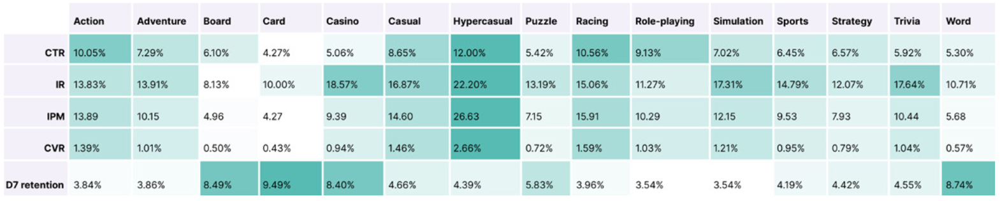 Action Adventure Board Card Casino Casual Hypercasual Puzzle Racing Role-playing Simulation Sports Strategy Trivia Word
CTR 10.05% 7.29% 6.10% 4.27% 5.06% 8.65% 12.00% 5.42% 10.56% 9.13% 7.02% 6.45% 6.57% 5.92% 5.30%
IR 13.83% 13.91% 8.13% 10.00% 18.57% 16.87% 22.20% 13.19% 15.06% 11.27% 17.31% 14.79% 12.07% 17.64% 10.71%
IPM 13.89 10.15 4.96 4.27 9.39 14.60 26.63 7.15 15.91 10.29 12.15 9.53 7.93 10.44 5.68
CVR 1.39% 1.01% 0.50% 0.43% 0.94% 1.46% 2.66% 0.72% 1.59% 1.03% 1.21% 0.95% 0.79% 1.04% 0.57%
D7 retention 3.84% 3.86% 8.49% 9.49% 8.40% 4.66% 4.39% 5.83% 3.96% 3.54% 3.54% 4.19% 4.42% 4.55% 8.74%